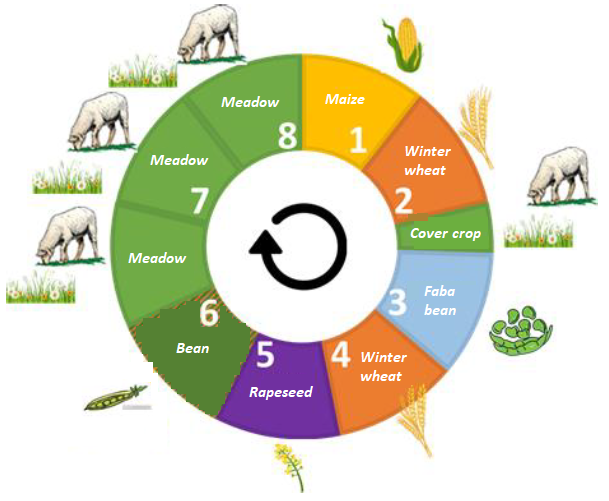 Maize
1
Winter
wheat
2
Cover crop
Faba
bean
3
Winter
wheat
4
Rapeseed
5
Bean
6
Meadow
Meadow
7
Meadow
8